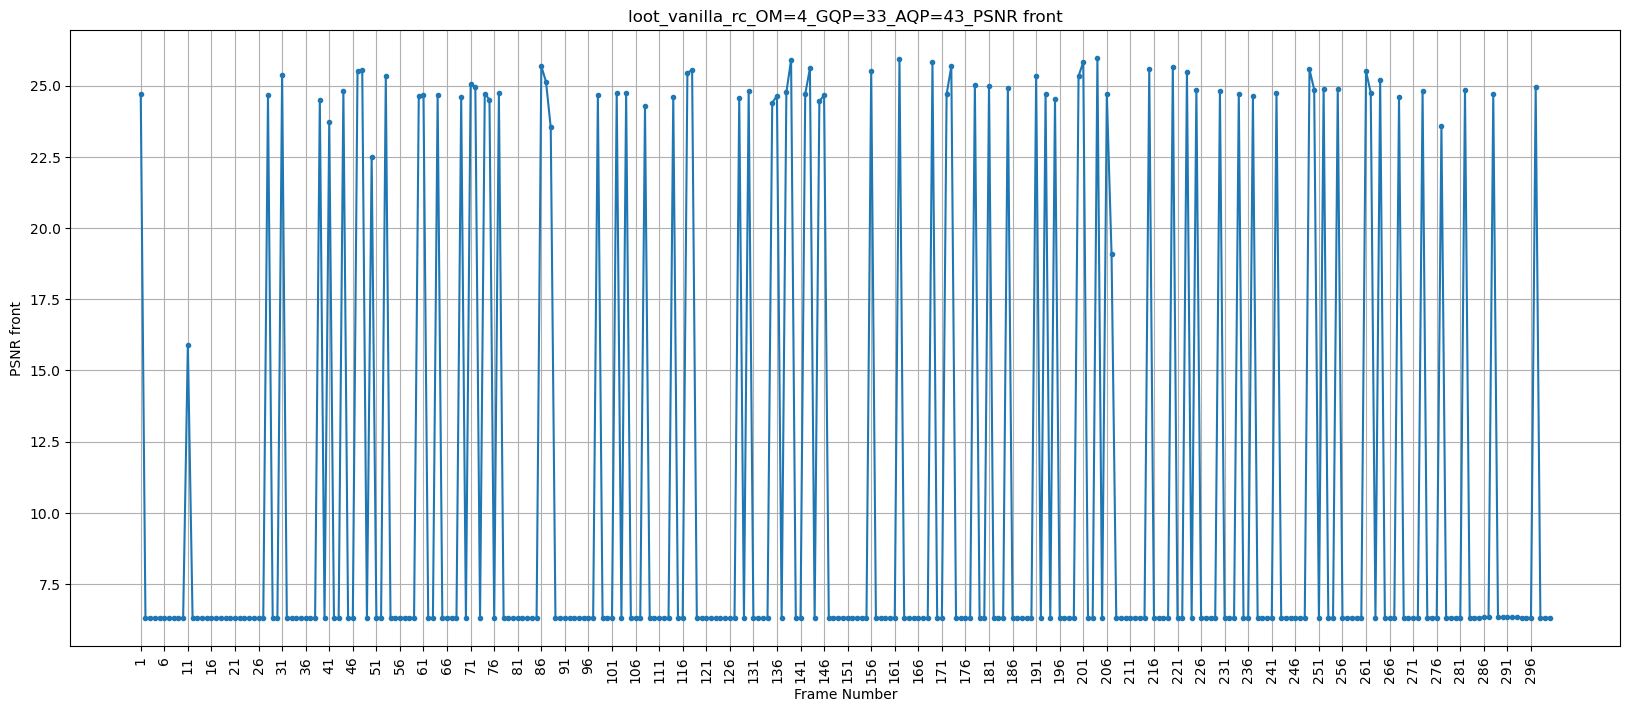 loot_vanilla_rc_OM=4_GQP=33_AQP=43_PSNR front
PSNR front
25.0
22.5
20.0
17.5
15.0
12.5
10.0
7.5
1 6 11 16 21 26 31 36 41 46 51 56 61 66 71 76 81 86 91 96 101 106 111 116 121 126 131 136 141 146 151 156 161 166 171 176 181 186 191 196 201 206 211 216 221 226 231 236 241 246 251 256 261 266 271 276 281 286 291 296
Frame Number